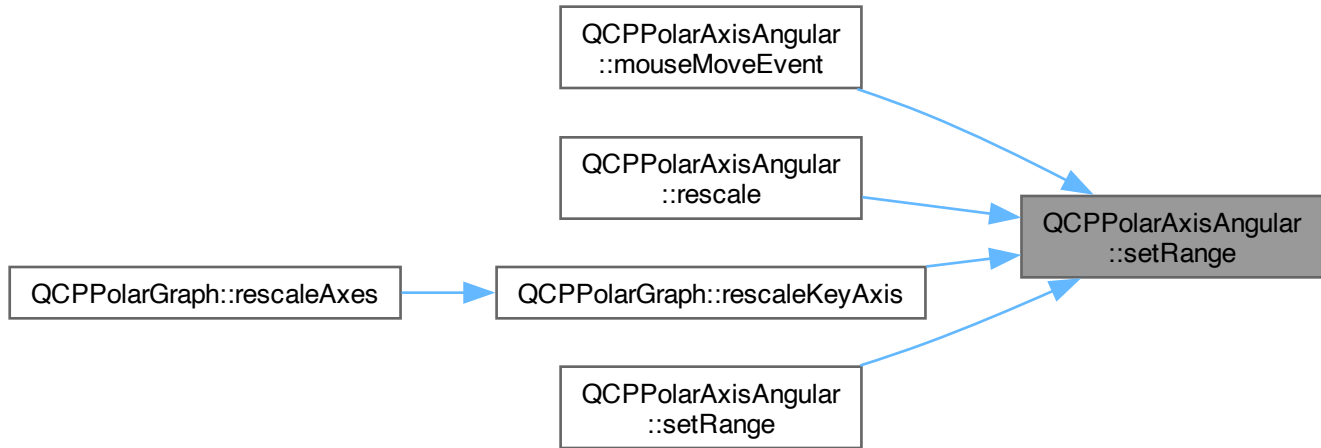 QCPPolarAxisAngular
::mouseMoveEvent
QCPPolarAxisAngular
::rescale
QCPPolarAxisAngular
::setRange
QCPPolarGraph::rescaleAxes
QCPPolarGraph::rescaleKeyAxis
QCPPolarAxisAngular
::setRange